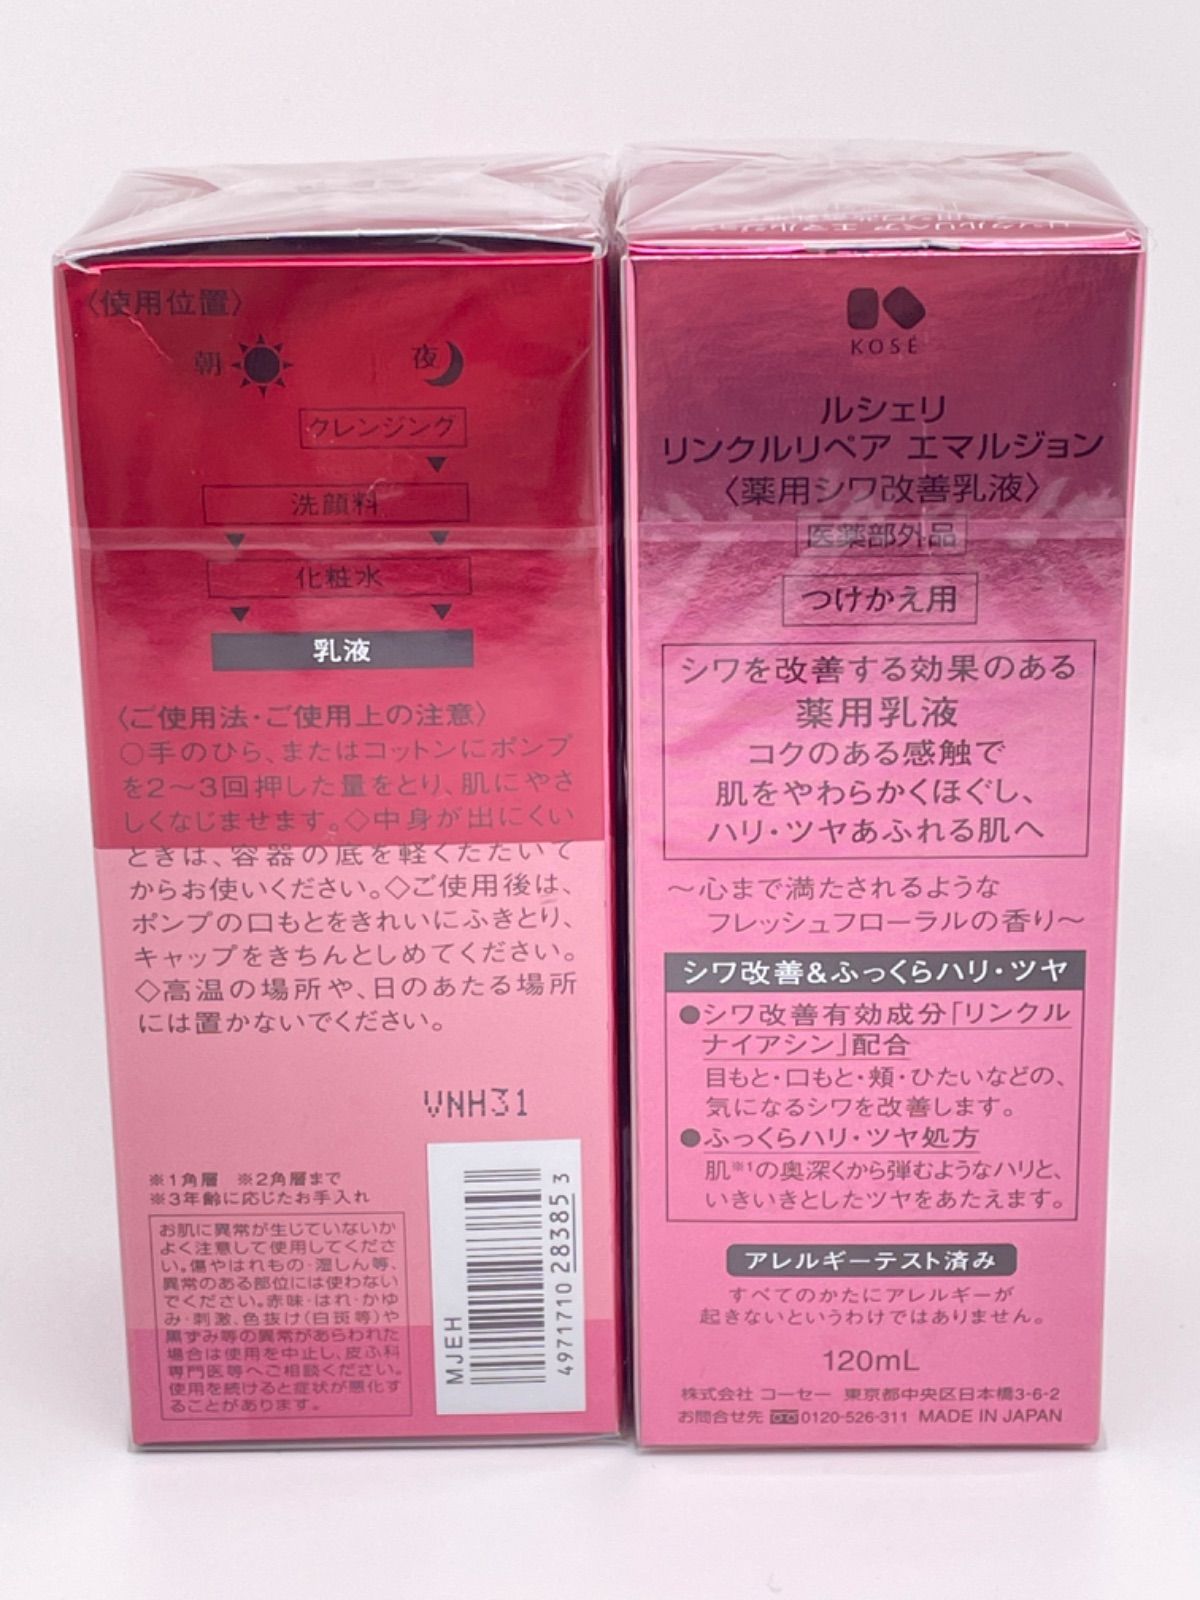 〈使用位置〉
朝 夜
クレンジング
洗顔料
化粧水
乳液
〈ご使用法・ご使用上の注意〉
○手のひら、またはコットンにポンプ
を2～3回押した量をとり、肌にやさ
しくなじませます。◇中身が出にくい
ときは、容器の底を軽くたたいて
からお使いください。◇ご使用後は、
ポンプの口もとをきれいにふきとり、
キャップをきちんとしめてください。
◇高温の場所や、日のあたる場所
には置かないでください。
VNH31
※1角層 ※2角層まで
※3年齢に応じたお手入れ
お肌に異常が生じていないか
よく注意して使用してくださ
い。傷やはれもの・湿しん等、
異常のある部位には使わない
でください。赤味・はれ・かゆ
み・刺激、色抜け(白斑等)や
黒ずみ等の異常があらわれた
場合は使用を中止し、皮ふ科
専門医等へご相談ください。
使用を続けると症状が悪化す
ることがあります。
MJEH
4971710 283853
リンクルリペア エマルジョン
KOSÉ
ルシェリ
リンクルリペア エマルジョン
〈薬用シワ改善乳液〉
医薬部外品
つけかえ用
シワを改善する効果のある
薬用乳液
コクのある感触で
肌をやわらかくほぐし、
ハリ・ツヤあふれる肌へ
～心まで満たされるような
フレッシュフローラルの香り～
シワ改善&ふっくらハリ・ツヤ
●シワ改善有効成分「リンクル
ナイアシン」配合
目もと・口もと・頬・ひたいなどの、
気になるシワを改善します。
●ふっくらハリ・ツヤ処方
肌※1の奥深くから弾むようなハリと、
いきいきとしたツヤをあたえます。
アレルギーテスト済み
すべてのかたにアレルギーが
起きないというわけではありません。
120mL
株式会社 コーセー 東京都中央区日本橋3-6-2
お問合せ先 0120-526-311 MADE IN JAPAN